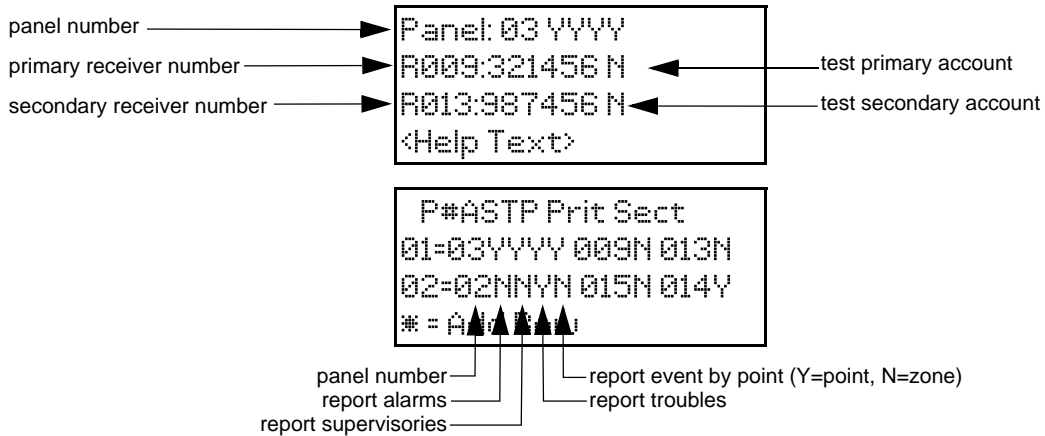 panel number
primary receiver number
secondary receiver number
Panel: 03 YYYY
R009:321456 N
R013:987456 N
<Help Text>
test primary account
test secondary account
P#ASTP Prit Sect
01=03YYYY 009N 013N
02=02NNYN 015N 014Y
* =
panel number
report alarms
report supervisories
report event by point (Y=point, N=zone)
report troubles